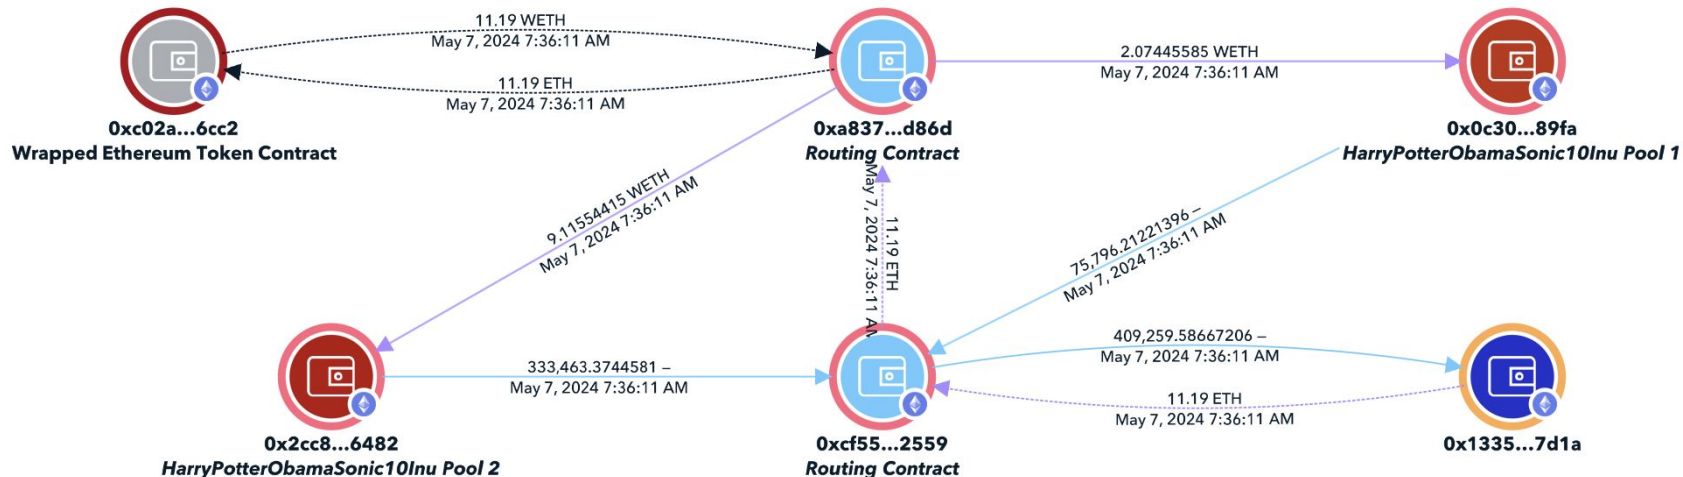 11.19 WETH
May 7, 2024 7:36:11 AM
11.19 ETH
May 7, 2024 7:36:11 AM
2.07445585 WETH
May 7, 2024 7:36:11 AM
0xc02a...6cc2
Wrapped Ethereum Token Contract
0xa837...d86d
Routing Contract
0x0c30...89fa
HarryPotterObamaSonic10Inu Pool 1
9.11554415 WETH
May 7, 2024 7:36:11 AM
11.19 ETH
May 7, 2024 7:36:11 AM
75,796.21221396 –
May 7, 2024 7:36:11 AM
333,463.3744581 –
May 7, 2024 7:36:11 AM
409,259.58667206 –
May 7, 2024 7:36:11 AM
11.19 ETH
May 7, 2024 7:36:11 AM
0x2cc8...6482
HarryPotterObamaSonic10Inu Pool 2
0xcf55...2559
Routing Contract
0x1335...7d1a